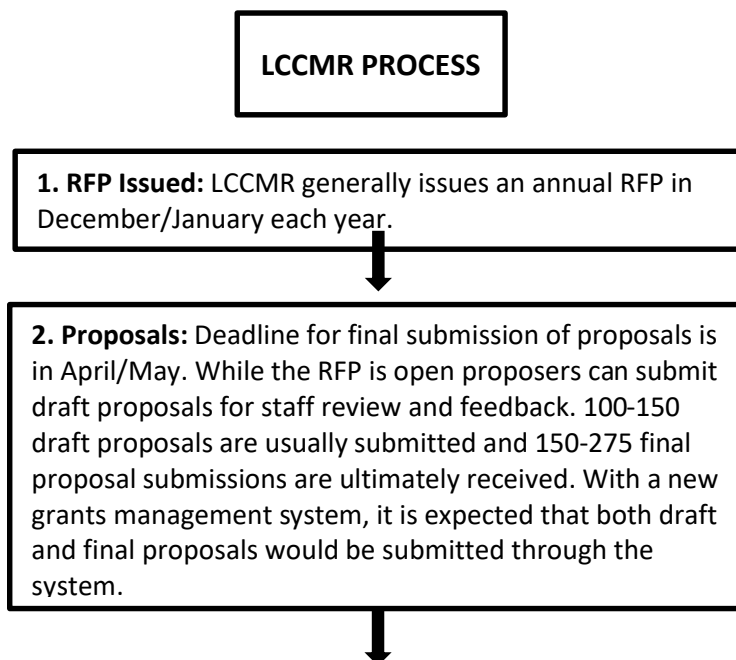 LCCMR PROCESS
1. RFP Issued: LCCMR generally issues an annual RFP in
December/January each year.
2. Proposals: Deadline for final submission of proposals is
in April/May. While the RFP is open proposers can submit
draft proposals for staff review and feedback. 100-150
draft proposals are usually submitted and 150-275 final
proposal submissions are ultimately received. With a new
grants management system, it is expected that both draft
and final proposals would be submitted through the
system.